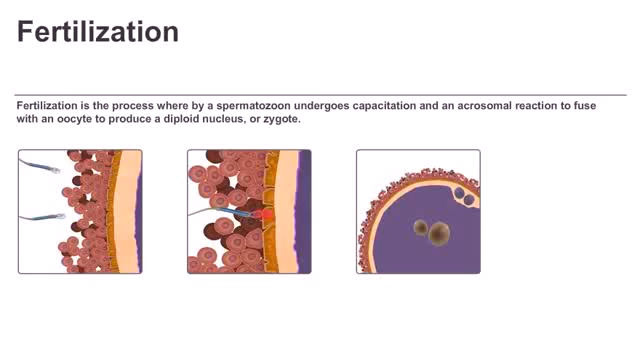 Fertilization
Fertilization is the process where by a spermatozoon undergoes capacitation and an acrosomal reaction to fuse
with an oocyte to produce a diploid nucleus, or zygote.